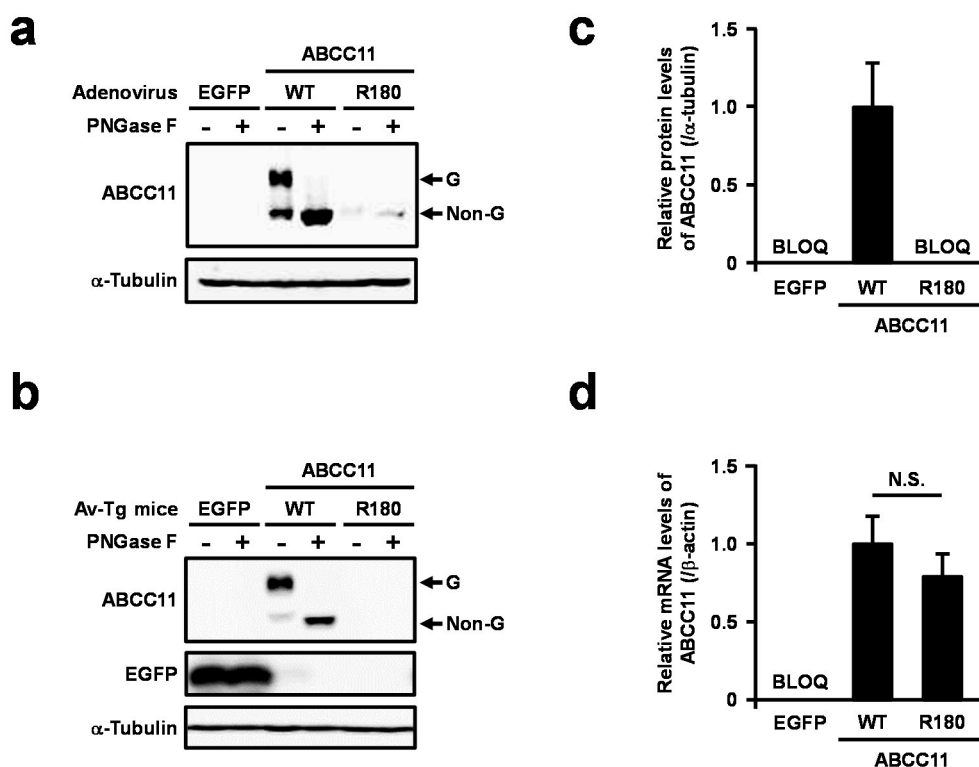 a
ABCC11
Adenovirus EGFP WT R180
PNGase F - + - + - +
ABCC11
G
Non-G
α-Tubulin
b
ABCC11
Av-Tg mice EGFP WT R180
PNGase F - + - + - +
ABCC11
G
Non-G
EGFP
α-Tubulin
c
Relative protein levels
of ABCC11 (/α-tubulin)
1.5
1.0
0.5
0
BLOQ BLOQ
EGFP WT R180
ABCC11
d
Relative mRNA levels of
ABCC11 (/β-actin)
1.5
1.0
0.5
0
N.S.
BLOQ
EGFP WT R180
ABCC11